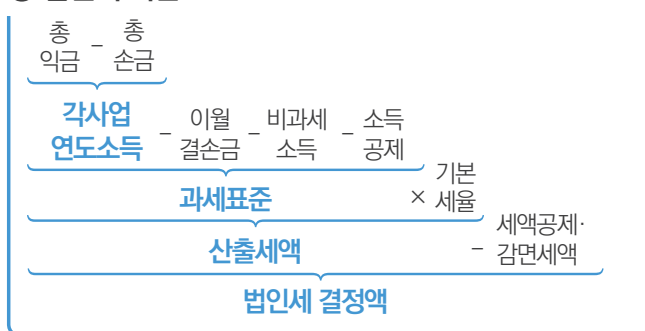 총 익금 − 총 손금
각사업 연도소득 − 이월 결손금 − 비과세 소득 − 소득 공제
과세표준 × 기본 세율
산출세액 − 세액공제· 감면세액
법인세 결정액